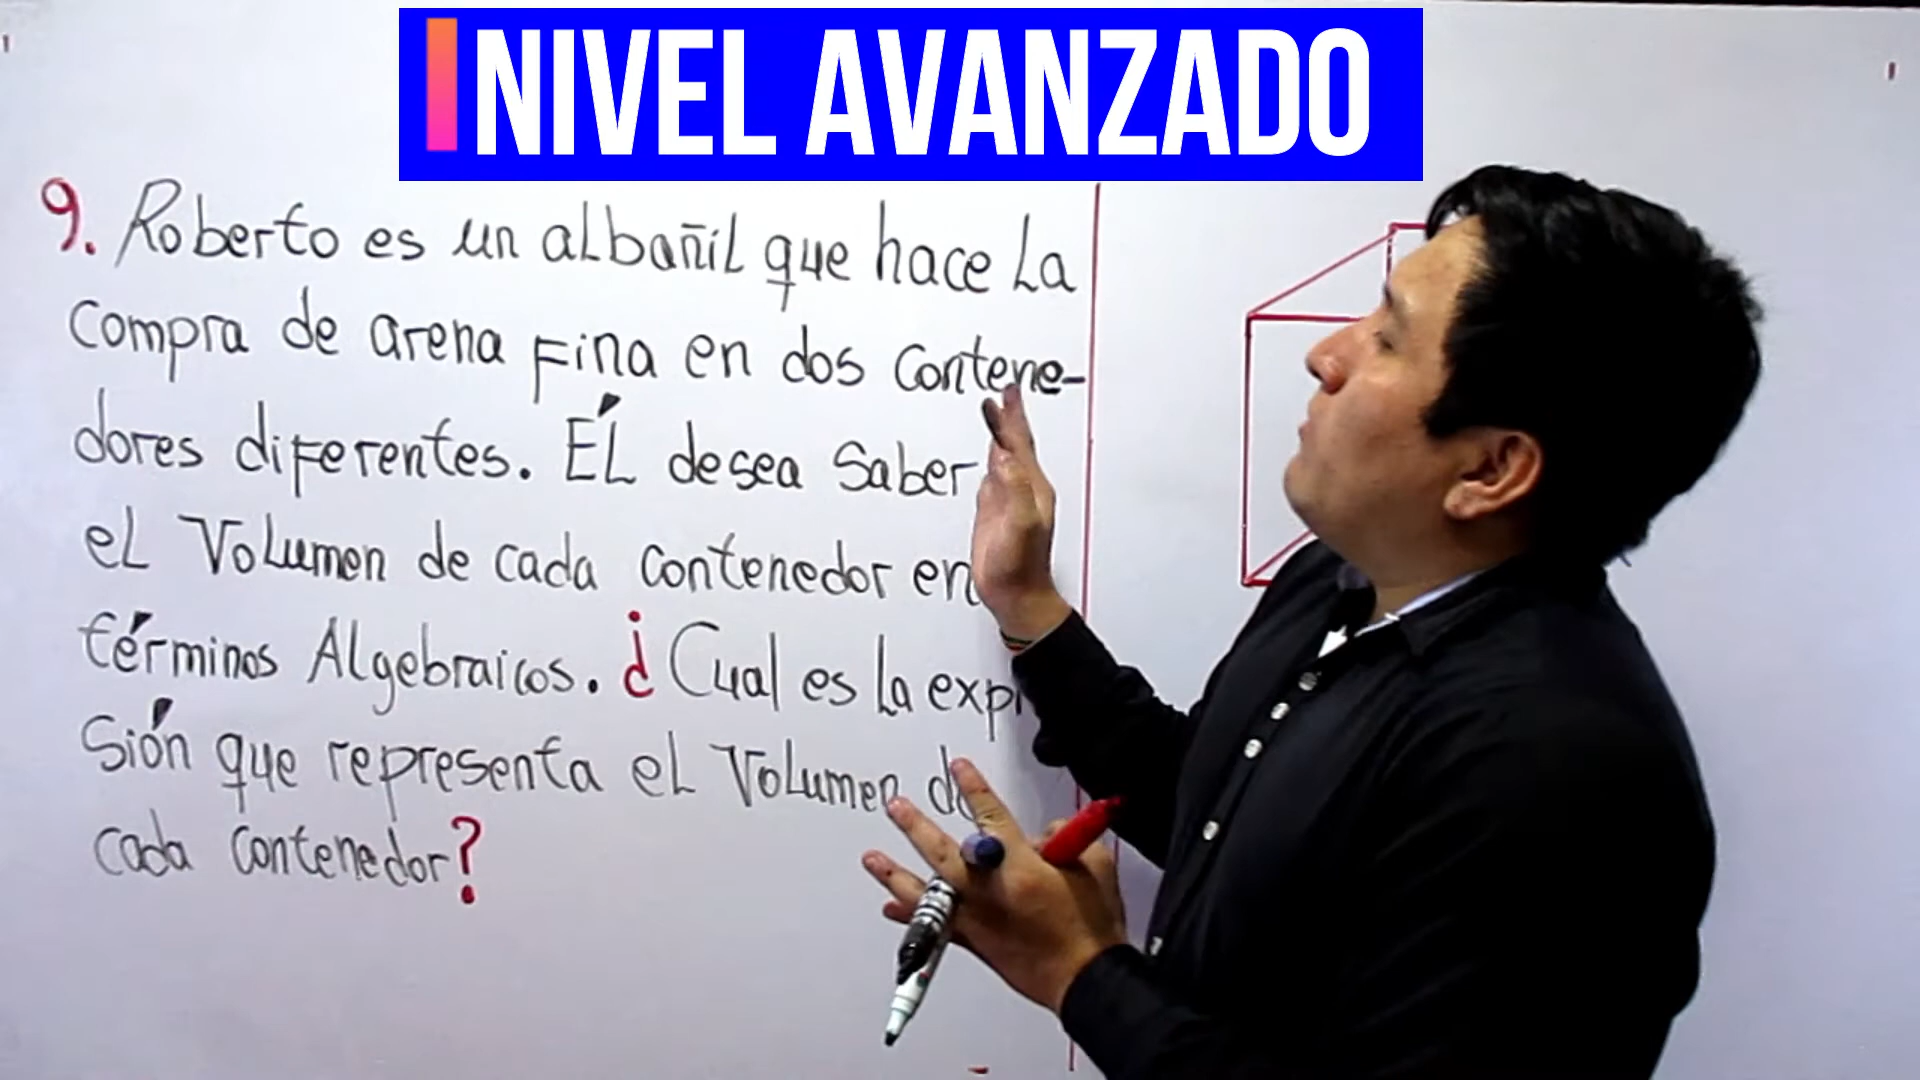 NIVEL AVANZADO
9. Roberto es un albañil que hace la
compra de arena fina en dos contene-
dores diferentes. Él desea saber
el Volumen de cada contenedor en
términos Algebraicos. ¿Cual es la exp
sión que representa el Volumen de
cada contenedor?